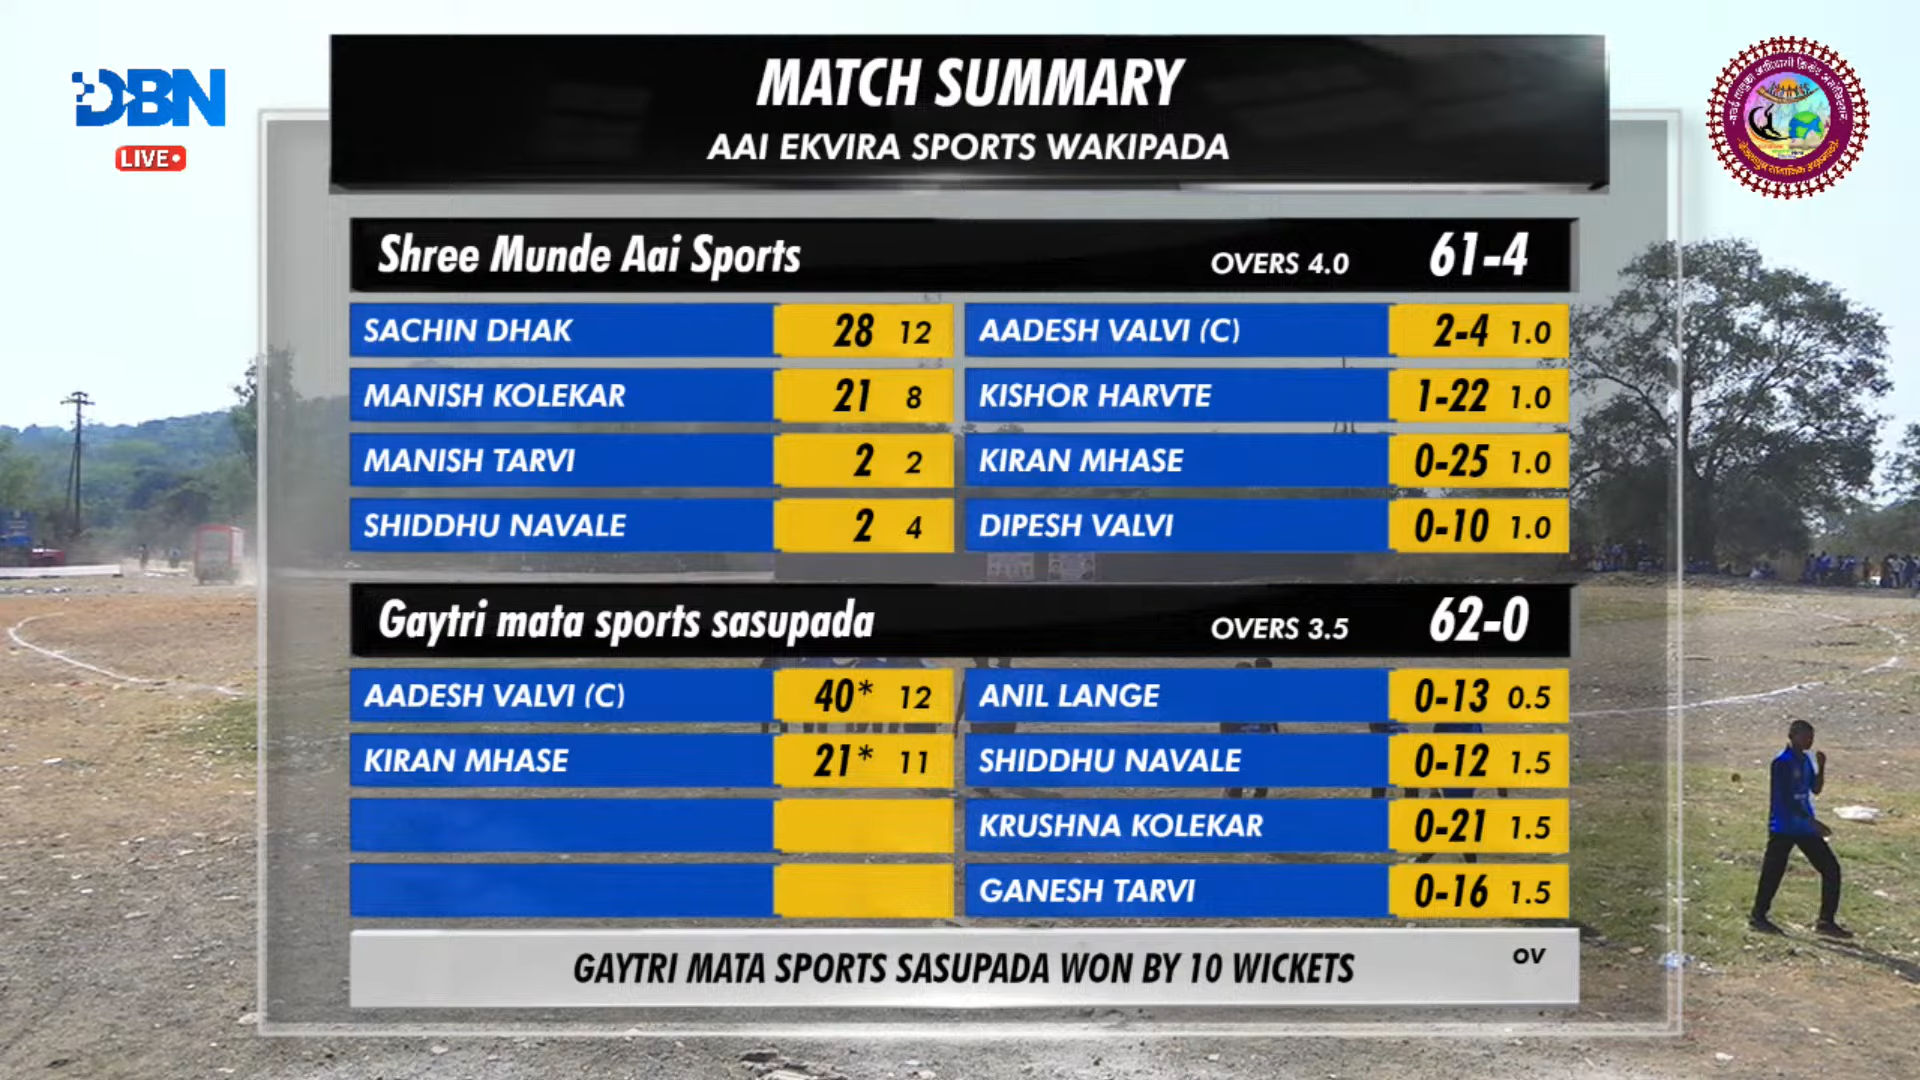 DBN
LIVE
MATCH SUMMARY
AAI EKVIRA SPORTS WAKIPADA
Shree Munde Aai Sports OVERS 4.0 61-4
SACHIN DHAK 28 12 AADESH VALVI (C) 2-4 1.0
MANISH KOLEKAR 21 8 KISHOR HARVTE 1-22 1.0
MANISH TARVI 2 2 KIRAN MHASE 0-25 1.0
SHIDDHU NAVALE 2 4 DIPESH VALVI 0-10 1.0
Gaytri mata sports sasupada OVERS 3.5 62-0
AADESH VALVI (C) 40* 12 ANIL LANGE 0-13 0.5
KIRAN MHASE 21* 11 SHIDDHU NAVALE 0-12 1.5
KRUSHNA KOLEKAR 0-21 1.5
GANESH TARVI 0-16 1.5
GAYTRI MATA SPORTS SASUPADA WON BY 10 WICKETS OV